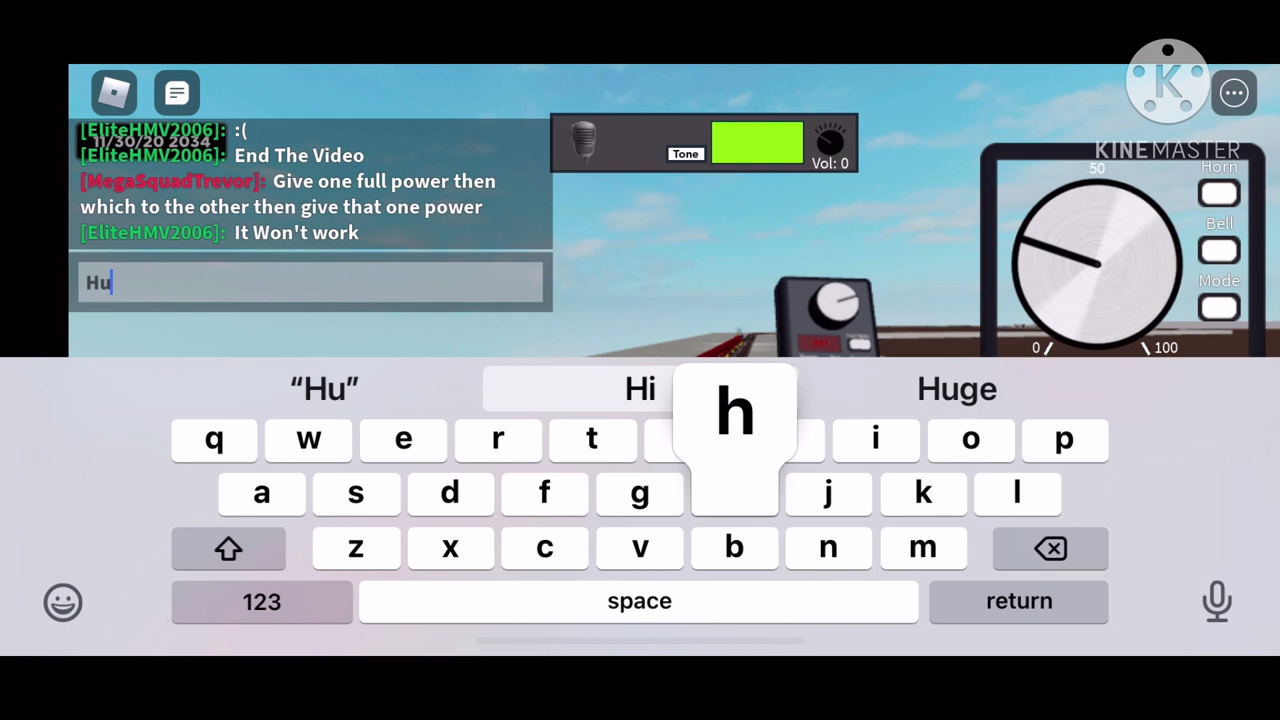 [EliteHMV2006]: :(
11/30/20 2034
[EliteHMV2006]: End The Video
[MegaSquadTrevor]: Give one full power then
which to the other then give that one power
[EliteHMV2006]: It Won't work
Hu
Tone
Vol: 0
K
KINEMASTER
Horn
50
Bell
Mode
0
100
Off
“Hu”
Hi
Huge
h
q w e r t i o p
a s d f g j k l
z x c v b n m
123
space
return